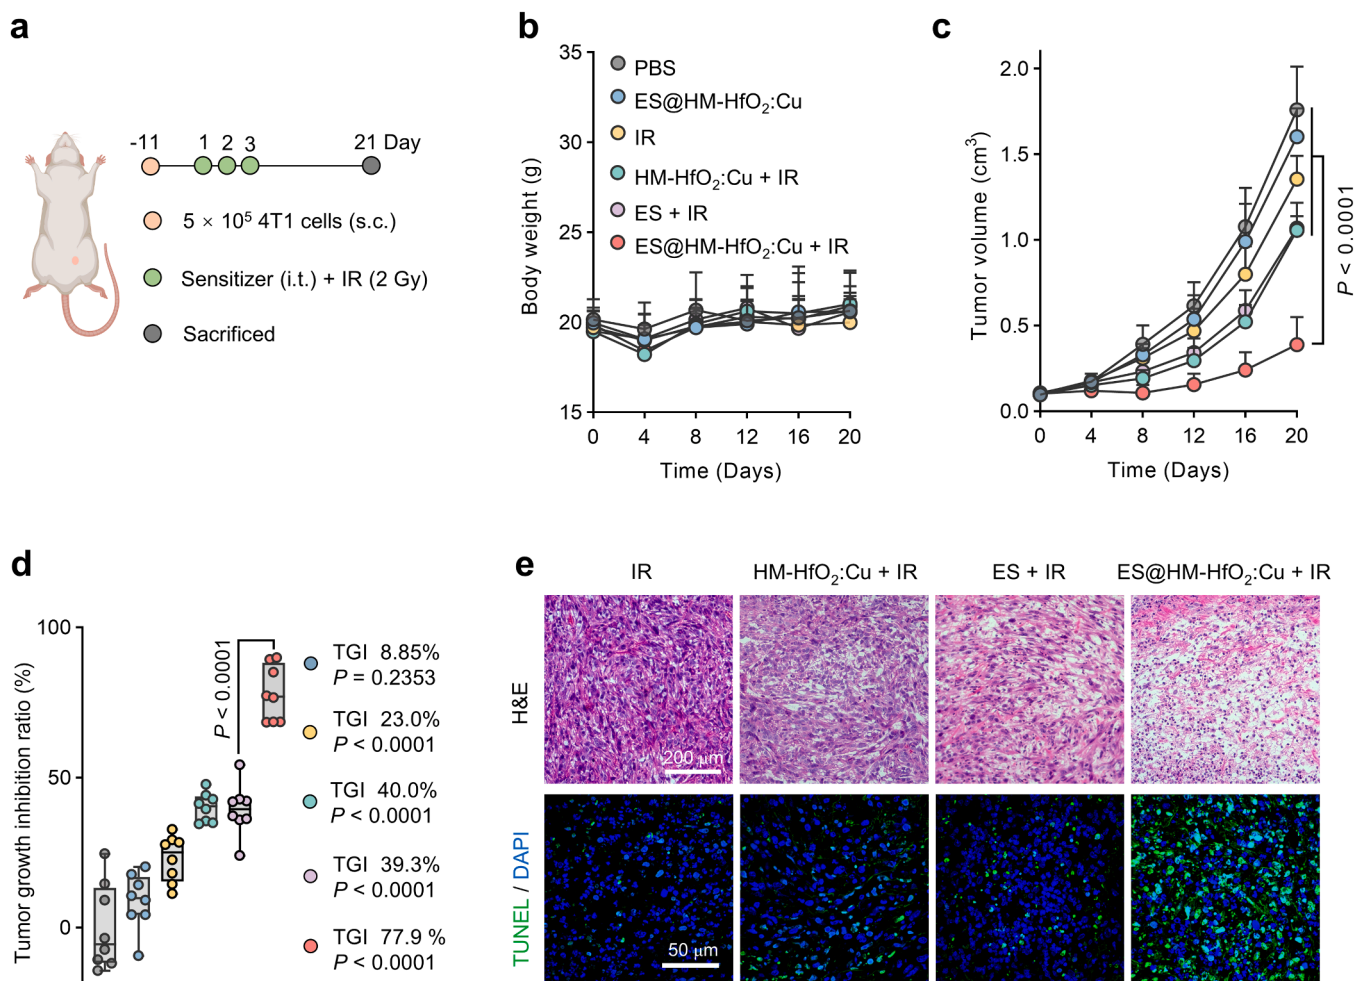 a
-11 1 2 3 21 Day
5 × 10⁵ 4T1 cells (s.c.)
Sensitizer (i.t.) + IR (2 Gy)
Sacrificed
b
Body weight (g)
35
30
25
20
15
PBS
ES@HM-HfO₂:Cu
IR
HM-HfO₂:Cu + IR
ES + IR
ES@HM-HfO₂:Cu + IR
0 4 8 12 16 20
Time (Days)
c
Tumor volume (cm³)
2.0
1.5
1.0
0.5
0.0
P < 0.0001
0 4 8 12 16 20
Time (Days)
d
Tumor growth inhibition ratio (%)
100
50
0
P < 0.0001
TGI 8.85%
P = 0.2353
TGI 23.0%
P < 0.0001
TGI 40.0%
P < 0.0001
TGI 39.3%
P < 0.0001
TGI 77.9 %
P < 0.0001
e
IR HM-HfO₂:Cu + IR ES + IR ES@HM-HfO₂:Cu + IR
H&E
200 μm
TUNEL / DAPI
50 μm